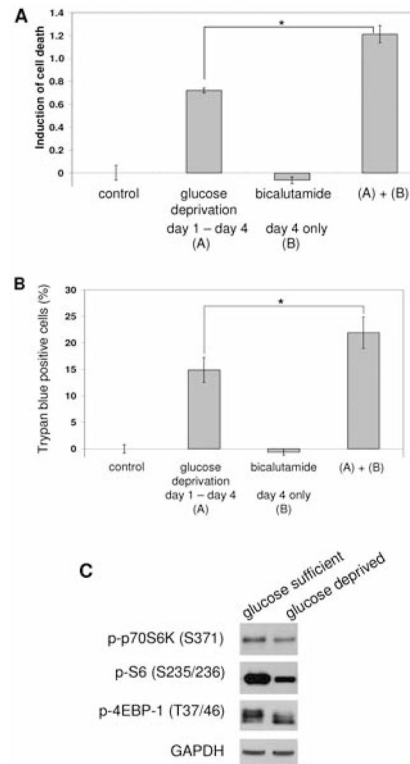 A
Induction of cell death
1.4
1.2
1
0.8
0.6
0.4
0.2
0
*
control
glucose
deprivation
day 1 – day 4
(A)
bicalutamide
day 4 only
(B)
(A) + (B)
B
Trypan blue positive cells (%)
30
25
20
15
10
5
0
-5
*
control
glucose
deprivation
day 1 – day 4
(A)
bicalutamide
day 4 only
(B)
(A) + (B)
C
glucose sufficient
glucose deprived
p-p70S6K (S371)
p-S6 (S235/236)
p-4EBP-1 (T37/46)
GAPDH